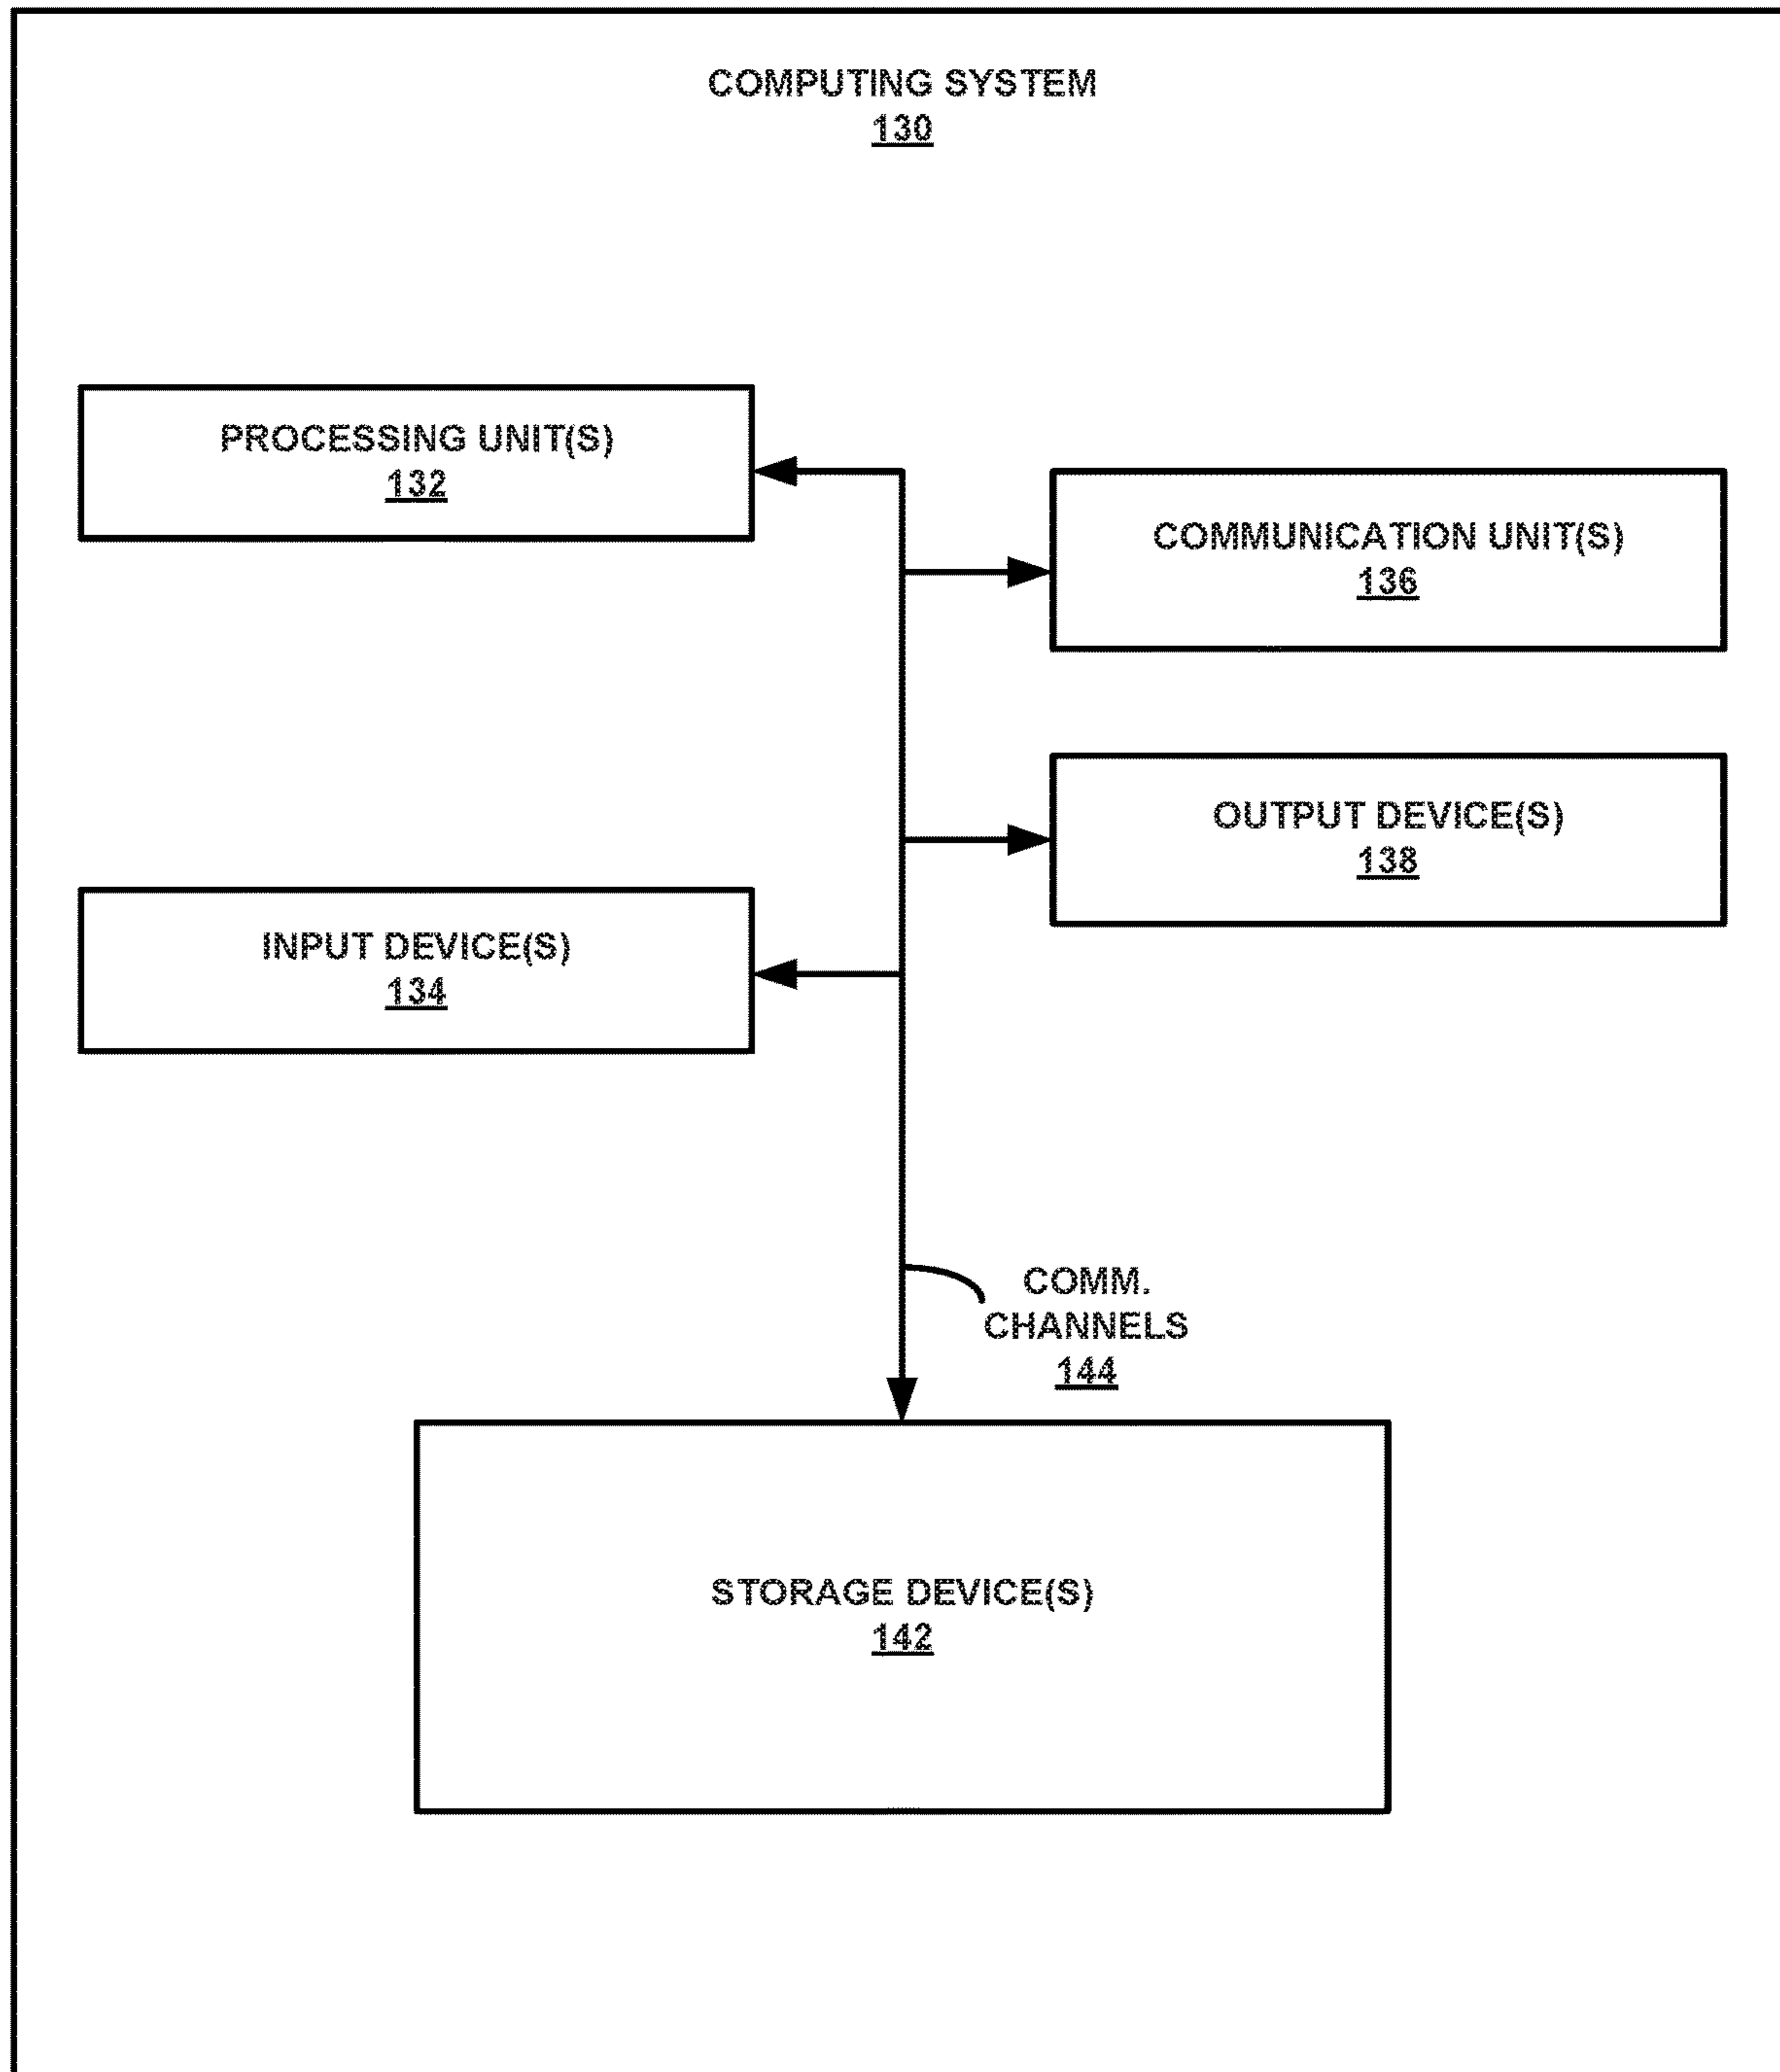 COMPUTING SYSTEM
130
PROCESSING UNIT(S)
132
COMMUNICATION UNIT(S)
136
OUTPUT DEVICE(S)
138
INPUT DEVICE(S)
134
COMM.
CHANNELS
144
STORAGE DEVICE(S)
142